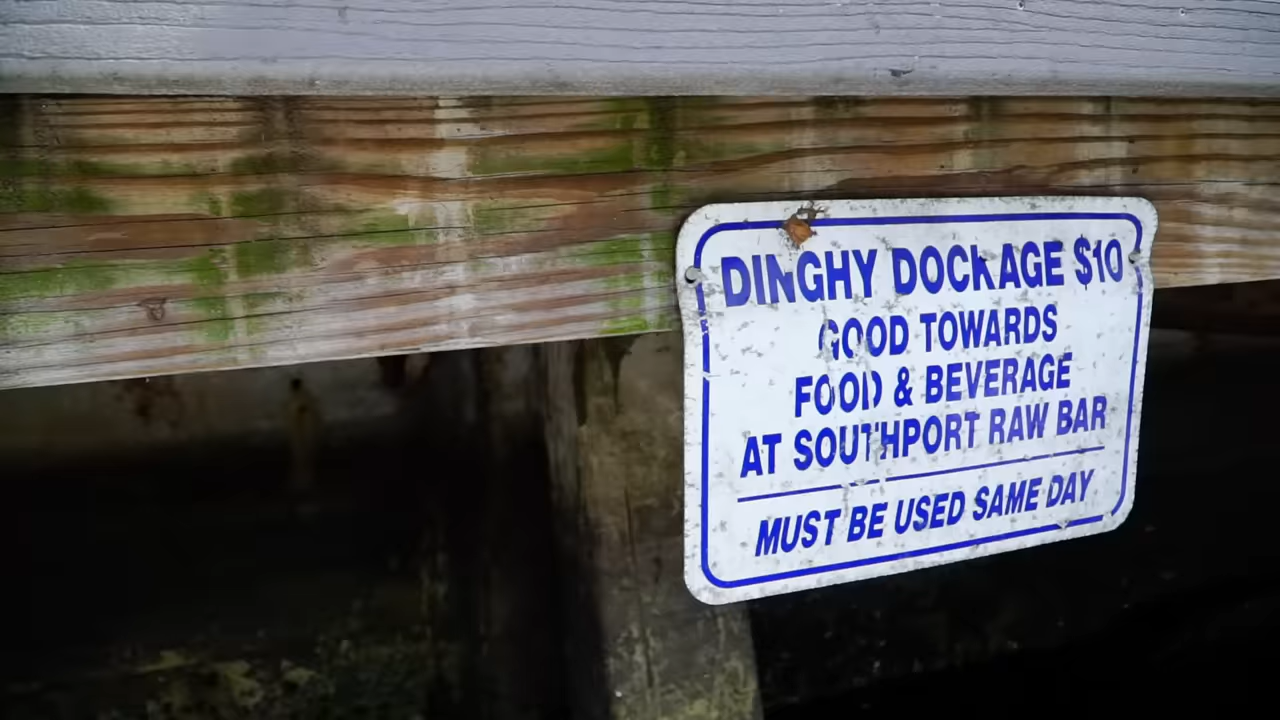 DINGHY DOCKAGE $10
GOOD TOWARDS
FOOD & BEVERAGE
AT SOUTHPORT RAW BAR
MUST BE USED SAME DAY